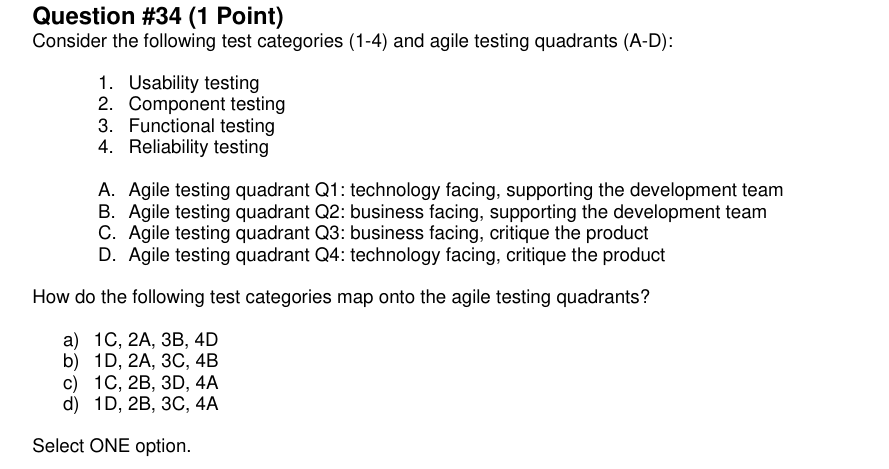 Question #34 (1 Point)
Consider the following test categories (1-4) and agile testing quadrants (A-D):
1. Usability testing
2. Component testing
3. Functional testing
4. Reliability testing
A. Agile testing quadrant Q1: technology facing, supporting the development team
B. Agile testing quadrant Q2: business facing, supporting the development team
C. Agile testing quadrant Q3: business facing, critique the product
D. Agile testing quadrant Q4: technology facing, critique the product
How do the following test categories map onto the agile testing quadrants?
a) 1C, 2A, 3B, 4D
b) 1D, 2A, 3C, 4B
c) 1C, 2B, 3D, 4A
d) 1D, 2B, 3C, 4A
Select ONE option.